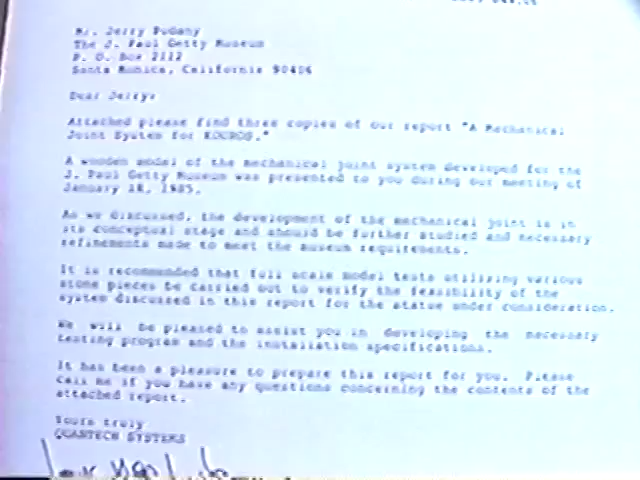 Mr. Jerry Podany
The J. Paul Getty Museum
P. O. Box 2112
Santa Monica, California 90406
Dear Jerry:
Attached please find three copies of our report "A Mechanical
Joint System for KOUROS."
A wooden model of the mechanical joint system developed for the
J. Paul Getty Museum was presented to you during our meeting of
January 18, 1985.
As we discussed, the development of the mechanical joint is in
its conceptual stage and should be further studied and necessary
refinements made to meet the museum requirements.
It is recommended that full scale model tests utilizing various
stone pieces be carried out to verify the feasibility of the
system discussed in this report for the statue under consideration.
We will be pleased to assist you in developing the necessary
testing program and the installation specifications.
It has been a pleasure to prepare this report for you. Please
call me if you have any questions concerning the contents of the
attached report.
Yours truly
QUANTECH SYSTEMS